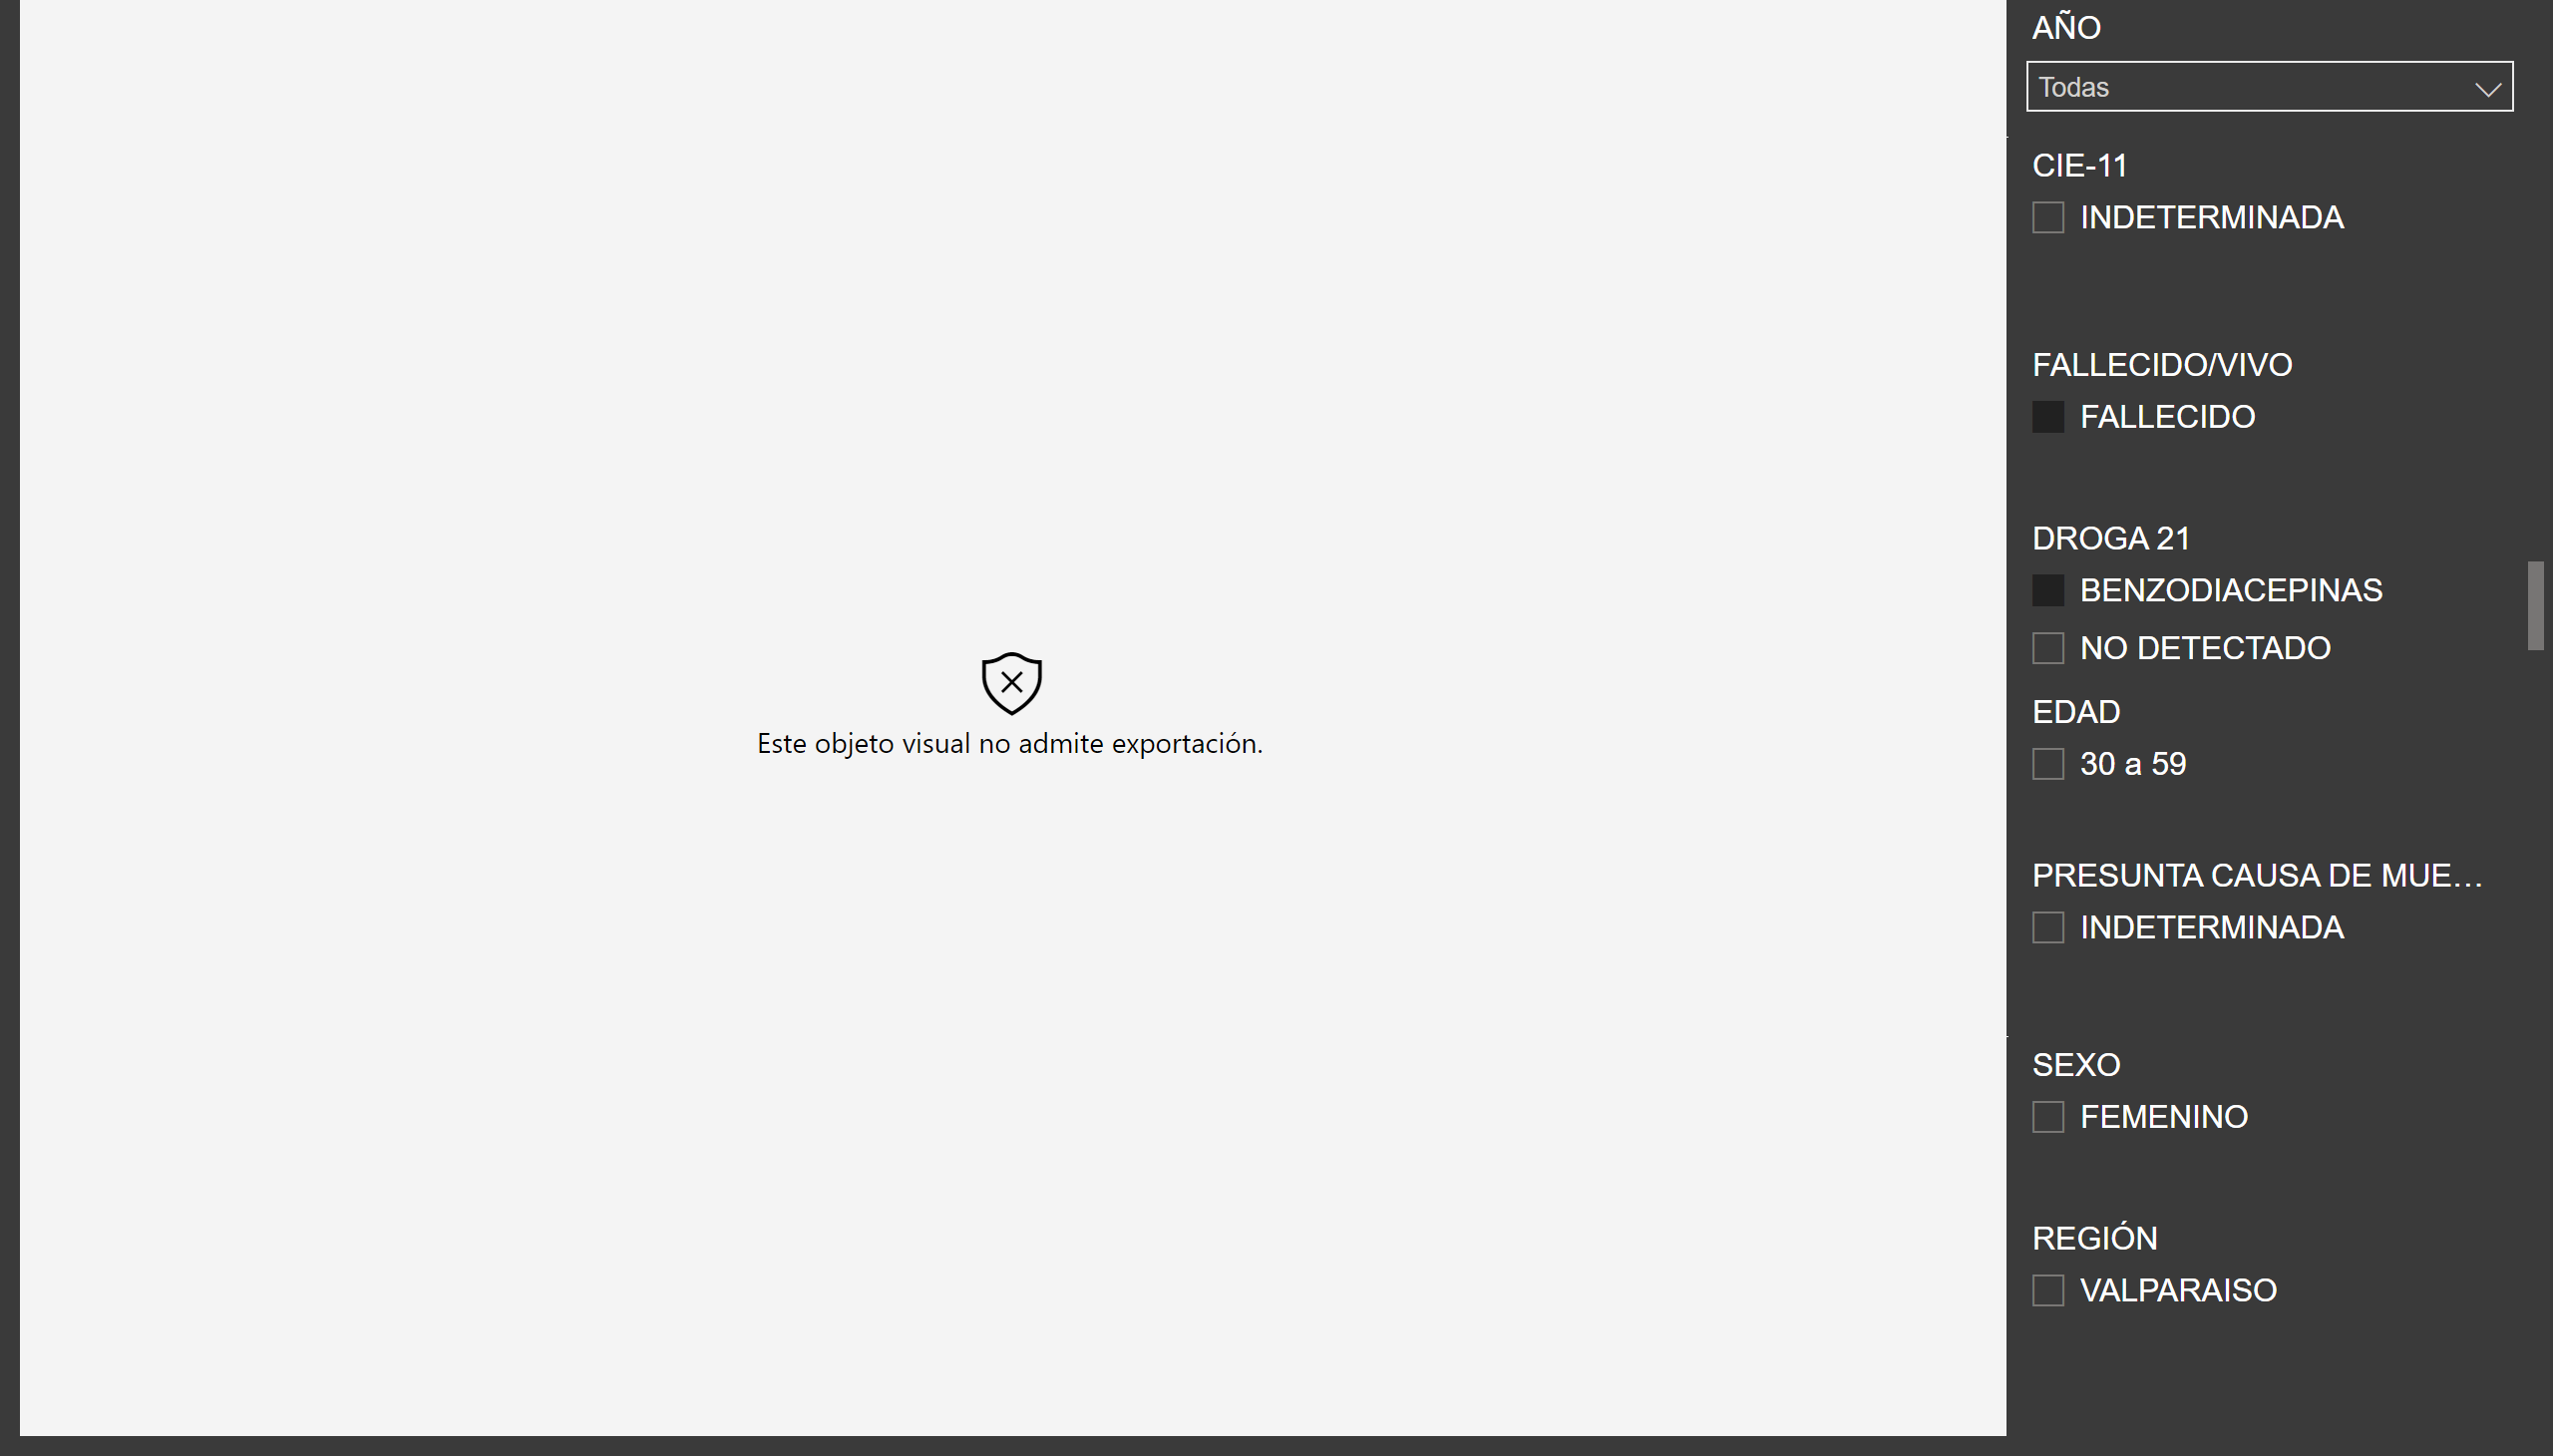 Este objeto visual no admite exportación.
AÑO
Todas
CIE-11
INDETERMINADA
FALLECIDO/VIVO
FALLECIDO
DROGA 21
BENZODIACEPINAS
NO DETECTADO
EDAD
30 a 59
PRESUNTA CAUSA DE MUE...
INDETERMINADA
SEXO
FEMENINO
REGIÓN
VALPARAISO